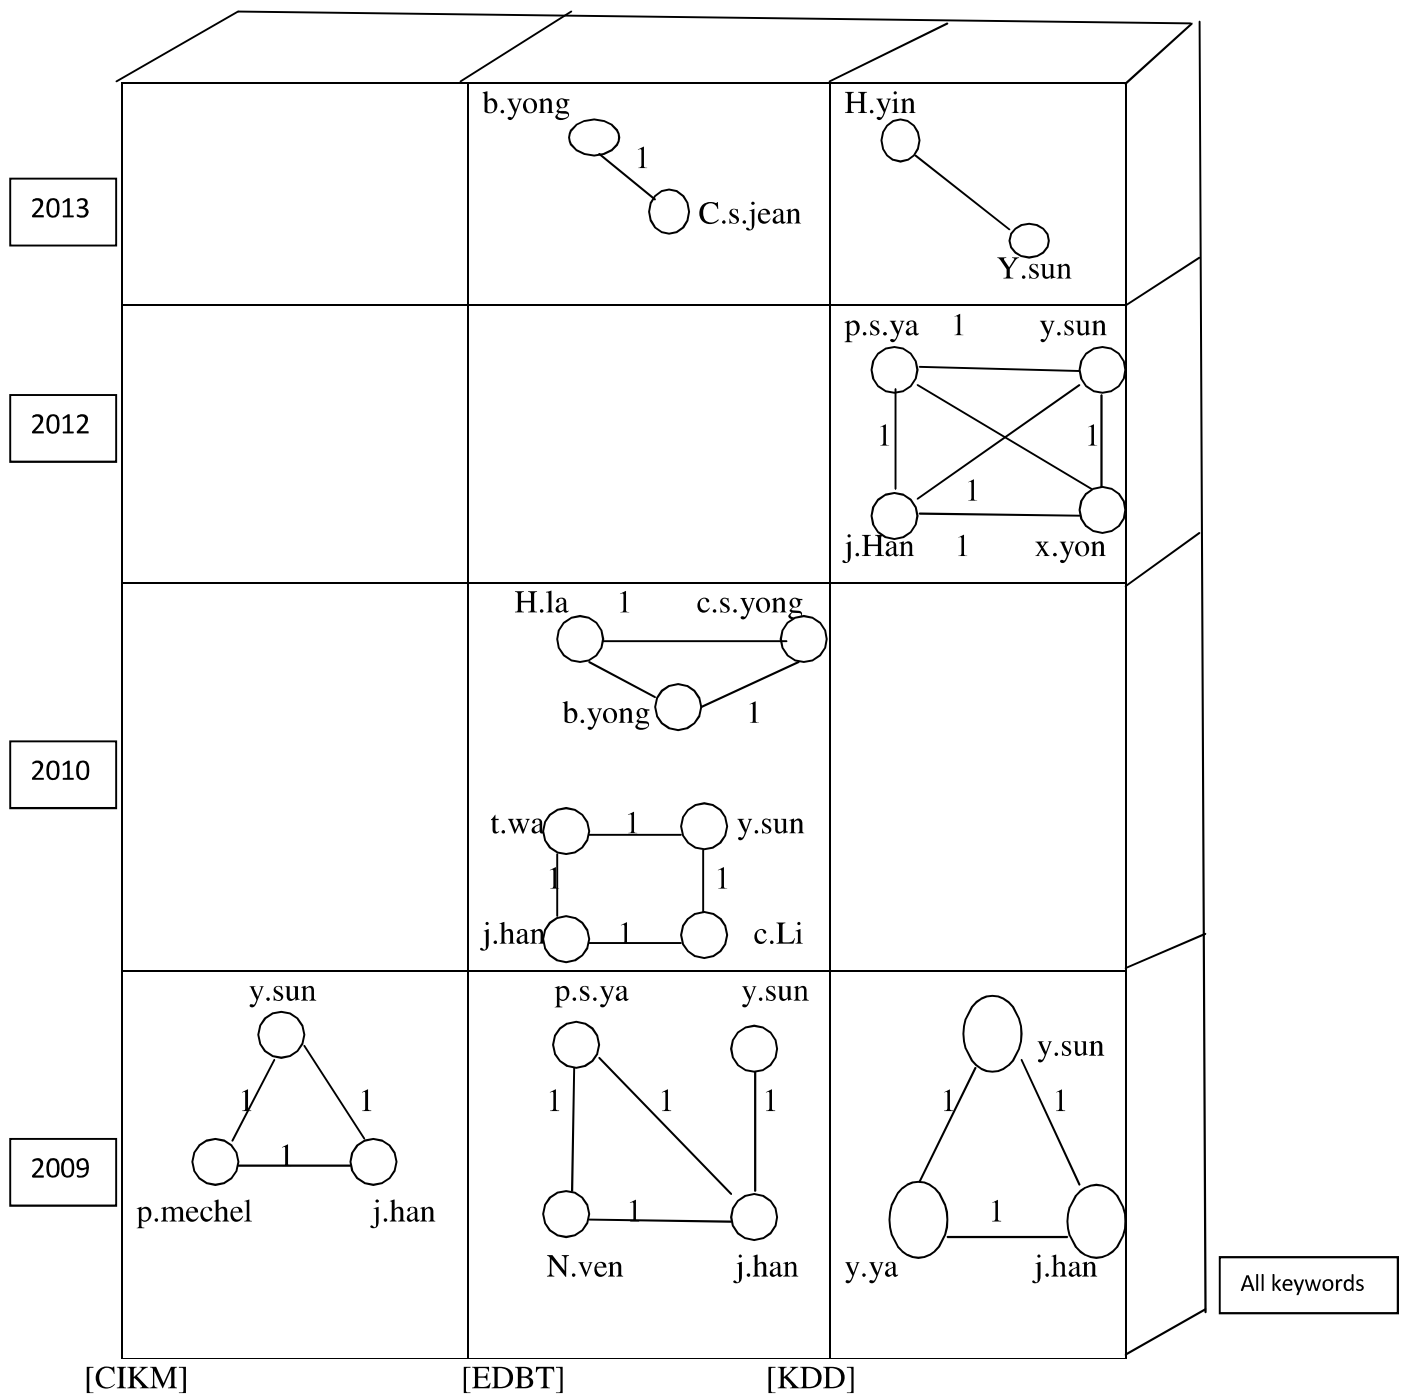 b.yong
H.yin
1
2013
C.s.jean
Y.sun
p.s.ya 1 y.sun
2012
1 1
1
j.Han 1 x.yon
H.la 1 c.s.yong
b.yong 1
2010
t.wa 1 y.sun
1 1
j.han 1 c.Li
y.sun
p.s.ya y.sun
y.sun
1 1
1 1 1
1 1
2009
1
p.mechel j.han
1
1
N.ven j.han
y.ya j.han
All keywords
[CIKM] [EDBT] [KDD]